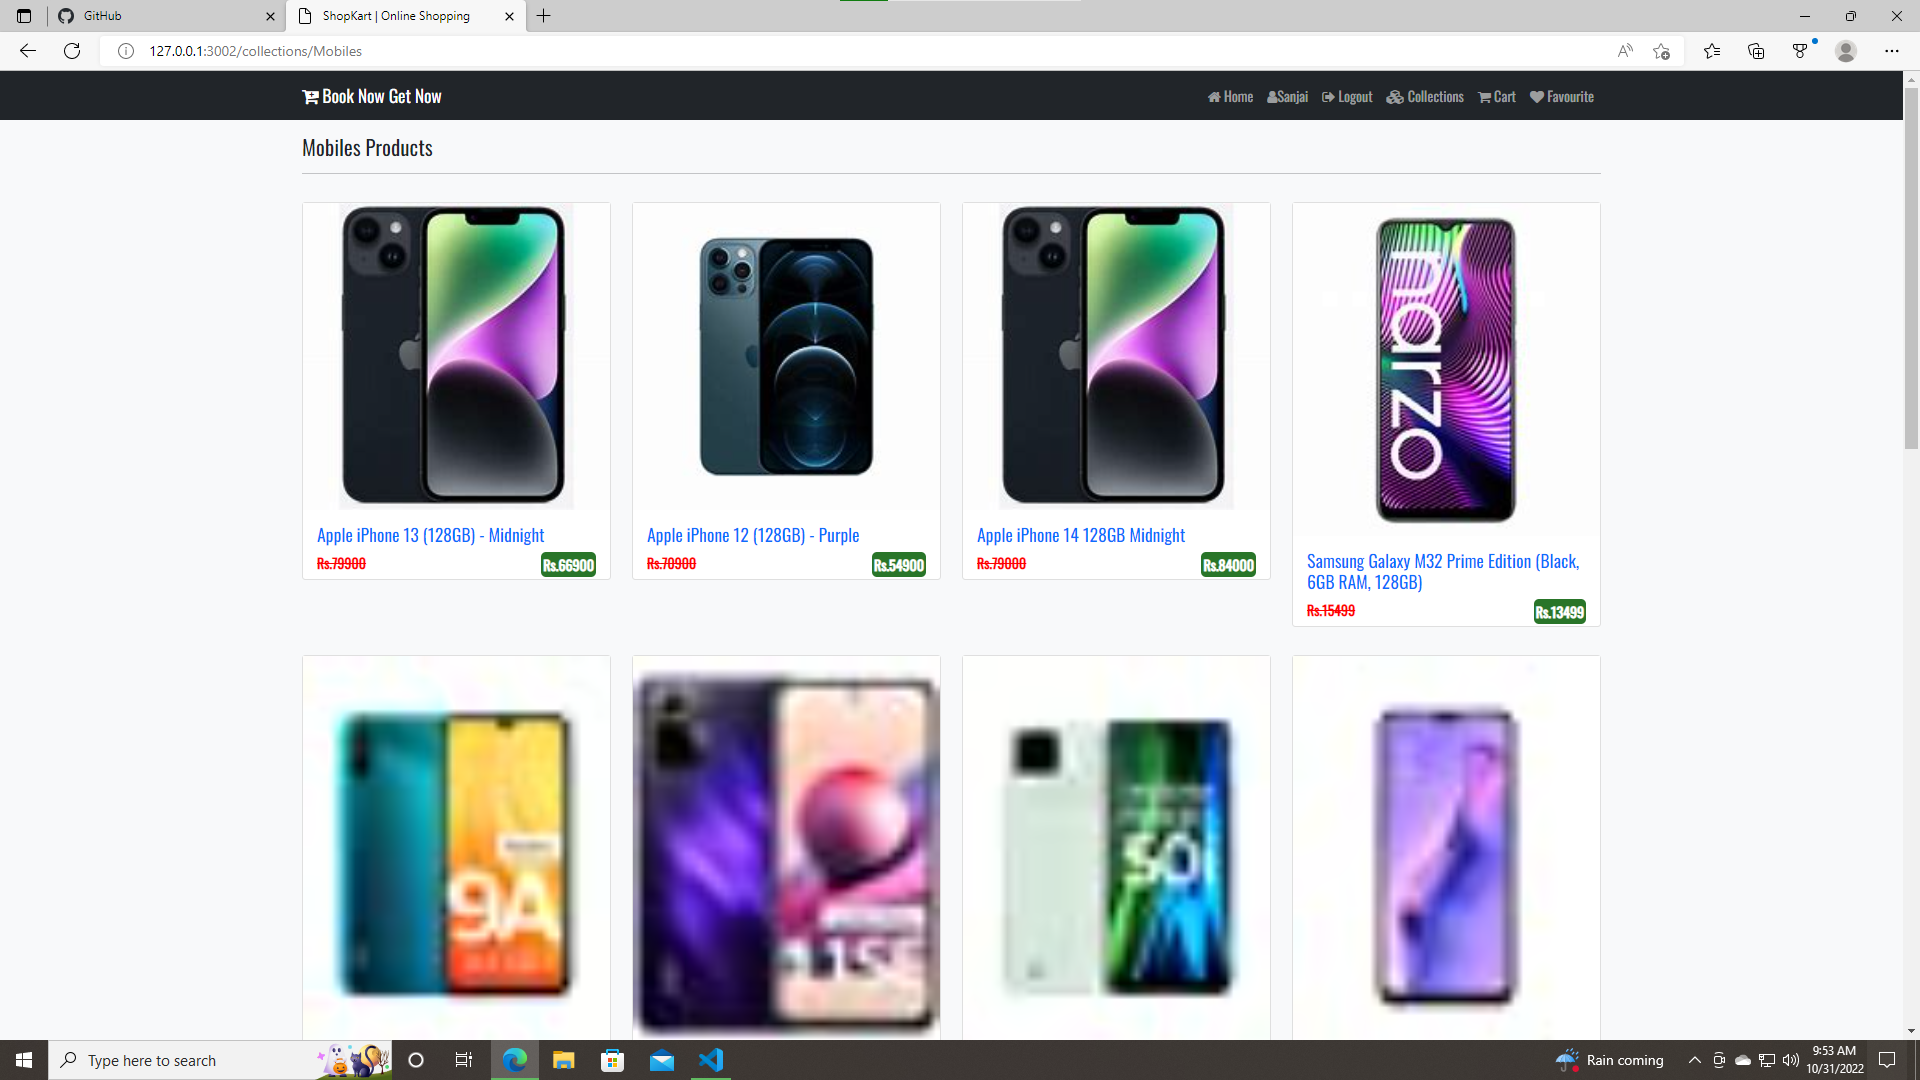 GitHub
ShopKart | Online Shopping
127.0.0.1:3002/collections/Mobiles
Book Now Get Now
Home
Sanjai
Logout
Collections
Cart
Favourite
Mobiles Products
narzo
Apple iPhone 13 (128GB) - Midnight
Rs.79900
Rs.66900
Apple iPhone 12 (128GB) - Purple
Rs.70900
Rs.54900
Apple iPhone 14 128GB Midnight
Rs.79000
Rs.84000
Samsung Galaxy M32 Prime Edition (Black,
6GB RAM, 128GB)
Rs.15499
Rs.13499
9A
50i
Type here to search
Rain coming
9:53 AM
10/31/2022